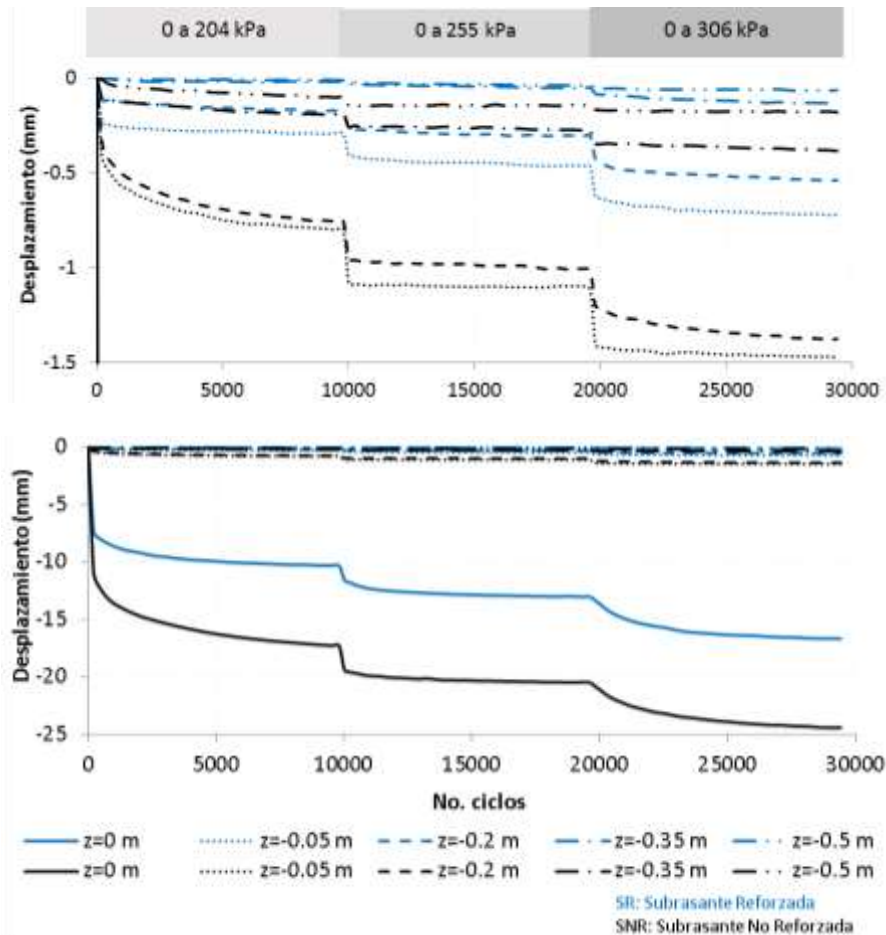 0 a 204 kPa 0 a 255 kPa 0 a 306 kPa
Desplazamiento (mm)
0
-0.5
-1
-1.5
0 5000 10000 15000 20000 25000 30000
Desplazamiento (mm)
0
-5
-10
-15
-20
-25
0 5000 10000 15000 20000 25000 30000
No. ciclos
z=0 m z=-0.05 m z=-0.2 m z=-0.35 m z=-0.5 m
z=0 m z=-0.05 m z=-0.2 m z=-0.35 m z=-0.5 m
SR: Subrasante Reforzada
SNR: Subrasante No Reforzada